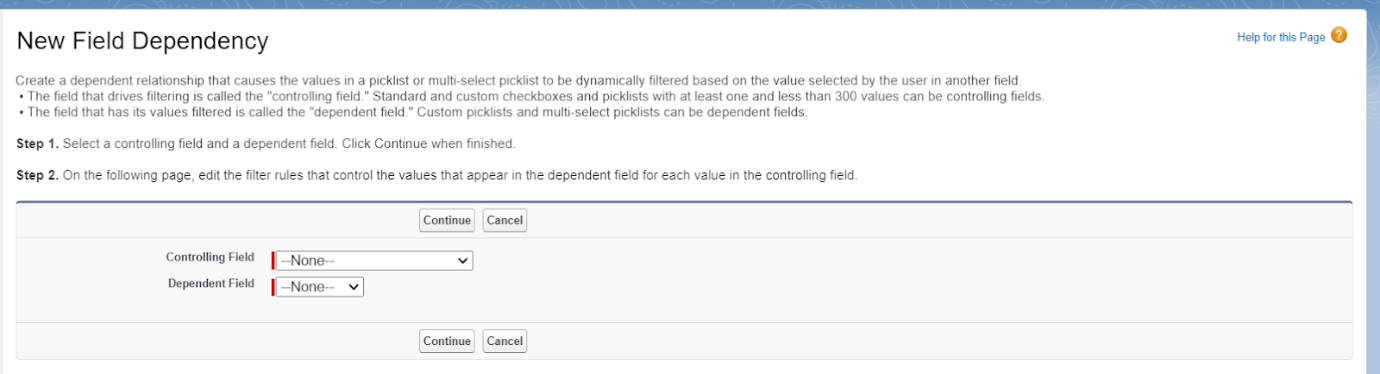 New Field Dependency
Help for this Page ?
Create a dependent relationship that causes the values in a picklist or multi-select picklist to be dynamically filtered based on the value selected by the user in another field.
• The field that drives filtering is called the "controlling field." Standard and custom checkboxes and picklists with at least one and less than 300 values can be controlling fields.
• The field that has its values filtered is called the "dependent field." Custom picklists and multi-select picklists can be dependent fields.
Step 1. Select a controlling field and a dependent field. Click Continue when finished.
Step 2. On the following page, edit the filter rules that control the values that appear in the dependent field for each value in the controlling field.
Continue Cancel
Controlling Field --None--
Dependent Field --None--
Continue Cancel